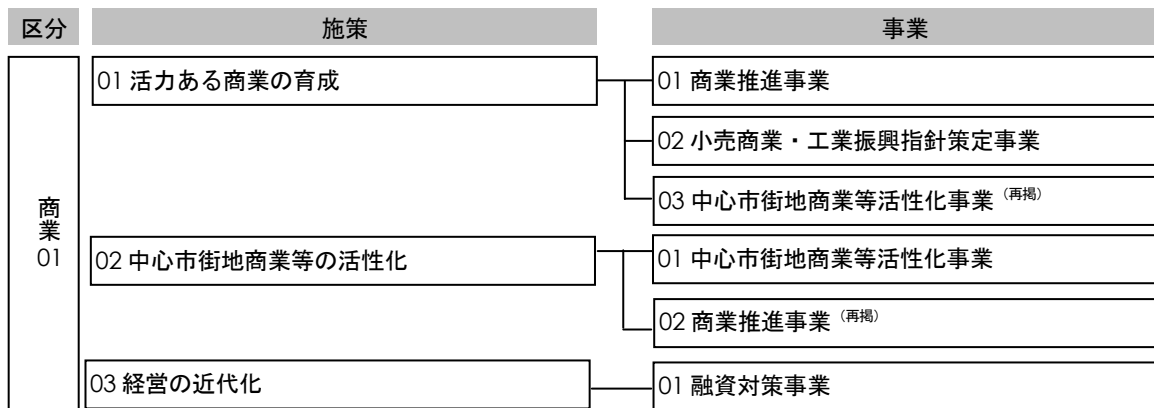 区分
施策
事業
商業
01
01 活力ある商業の育成
01 商業推進事業
02 小売商業・工業振興指針策定事業
03 中心市街地商業等活性化事業（再掲）
02 中心市街地商業等の活性化
01 中心市街地商業等活性化事業
02 商業推進事業（再掲）
03 経営の近代化
01 融資対策事業